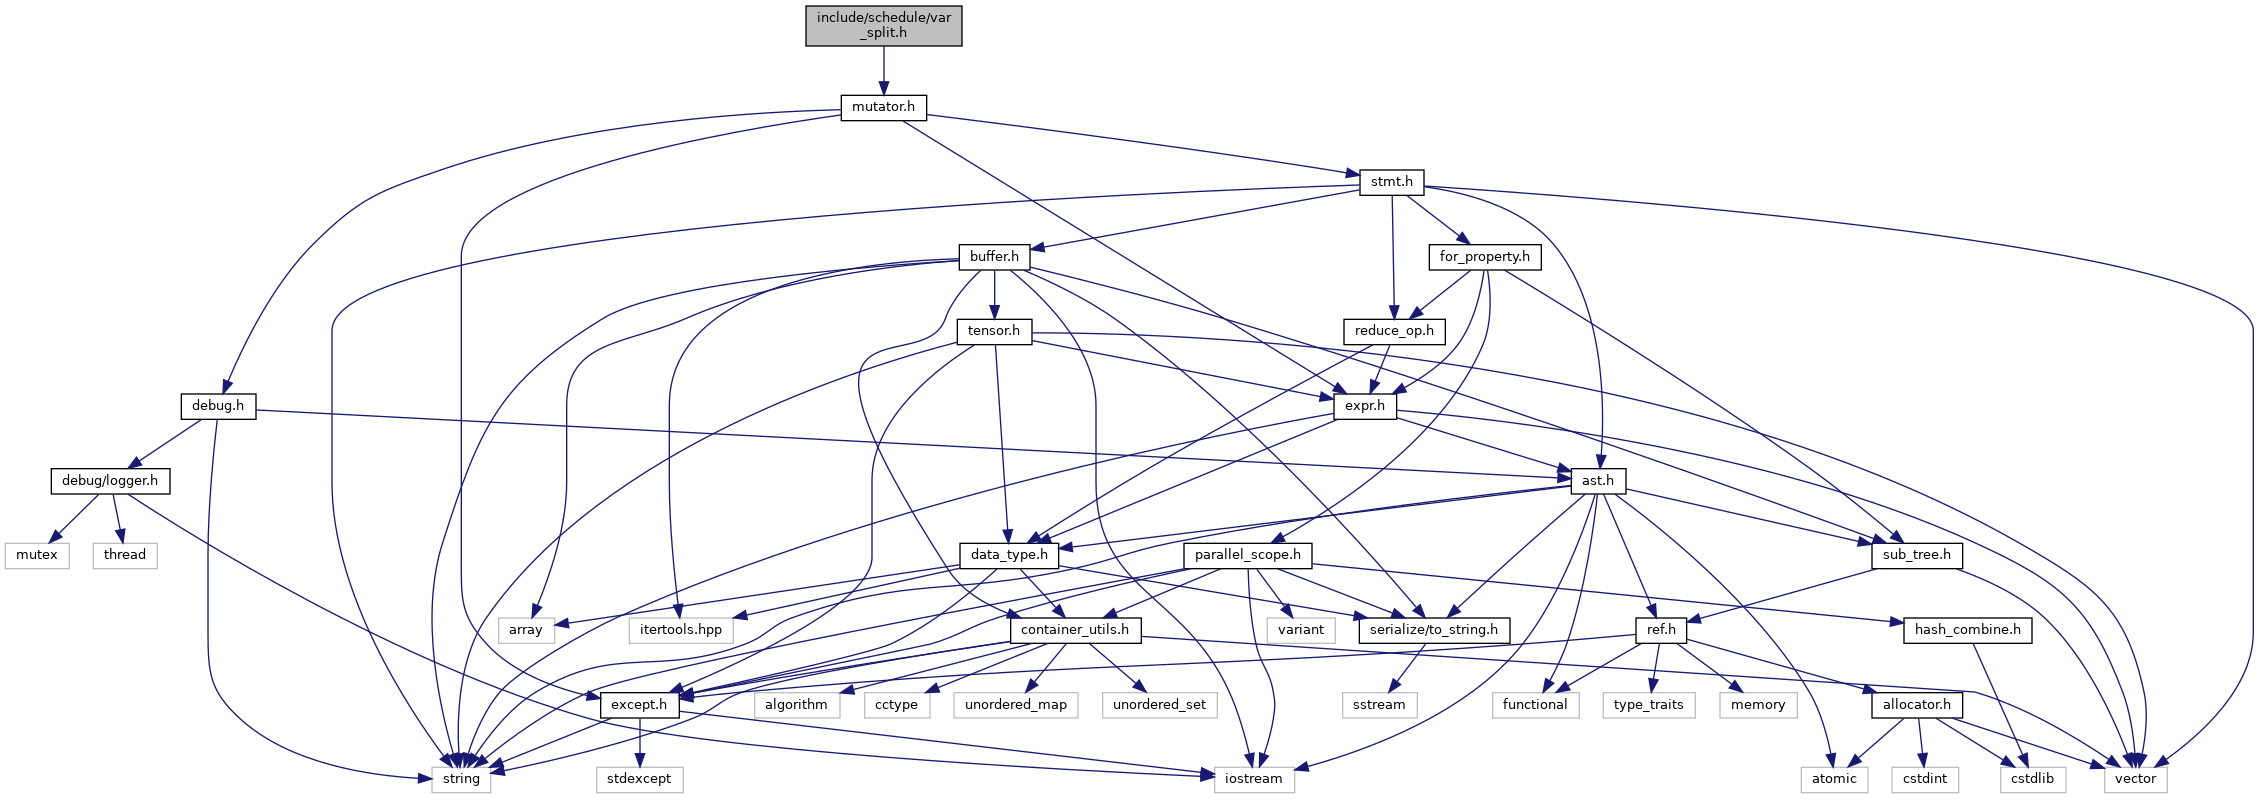 include/schedule/var
_split.h
mutator.h
stmt.h
buffer.h
for_property.h
tensor.h
reduce_op.h
debug.h
expr.h
debug/logger.h
ast.h
mutex
thread
data_type.h
parallel_scope.h
sub_tree.h
array
itertools.hpp
container_utils.h
variant
serialize/to_string.h
ref.h
hash_combine.h
except.h
algorithm
cctype
unordered_map
unordered_set
sstream
functional
type_traits
memory
allocator.h
string
stdexcept
iostream
atomic
cstdint
cstdlib
vector